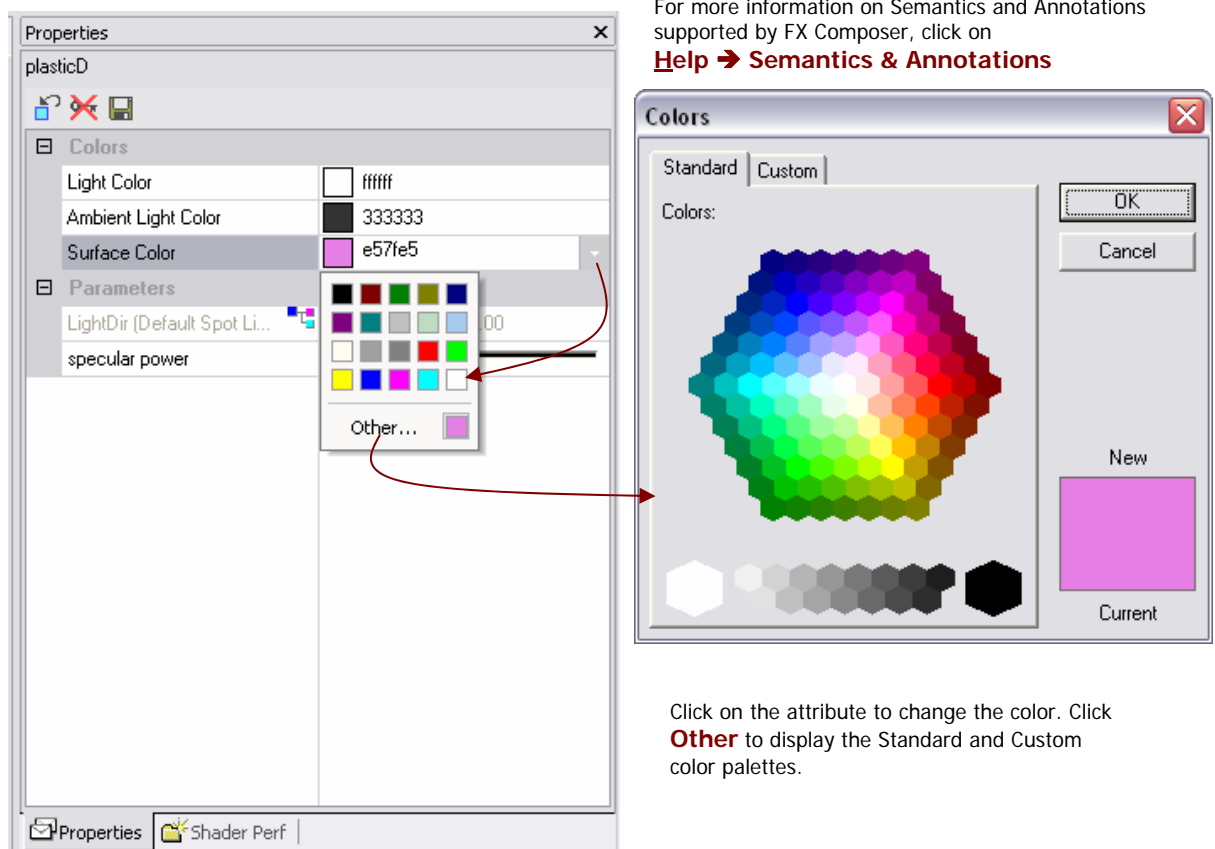 For more information on Semantics and Annotations
supported by FX Composer, click on
Help ➔ Semantics & Annotations
Properties
plasticD
Colors
Light Color
ffffff
Ambient Light Color
333333
Surface Color
e57fe5
Parameters
LightDir (Default Spot Li...
.00
specular power
Other...
Properties
Shader Perf
Colors
Standard
Custom
Colors:
OK
Cancel
New
Current
Click on the attribute to change the color. Click
Other to display the Standard and Custom
color palettes.